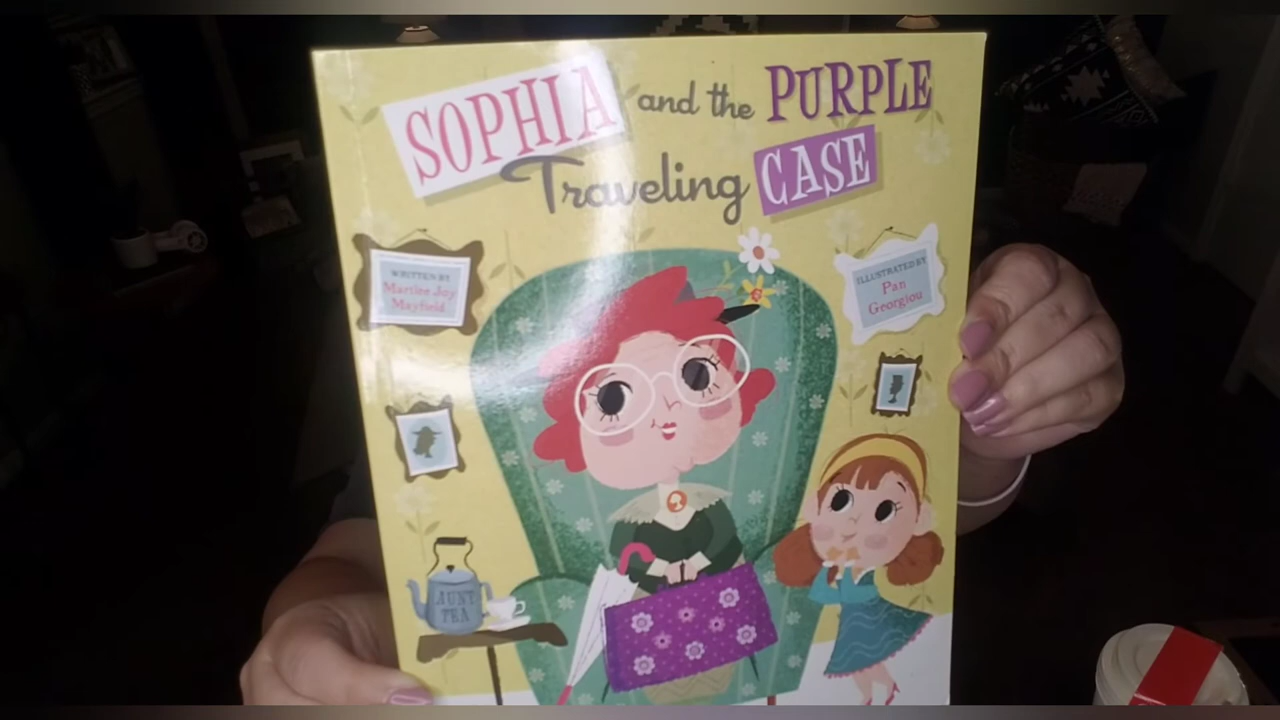 SOPHIA and the PURPLE
Traveling CASE
WRITTEN BY
Martine Joy
Mayfield
ILLUSTRATED BY
Pan
Georgiou
AUNT
TEA